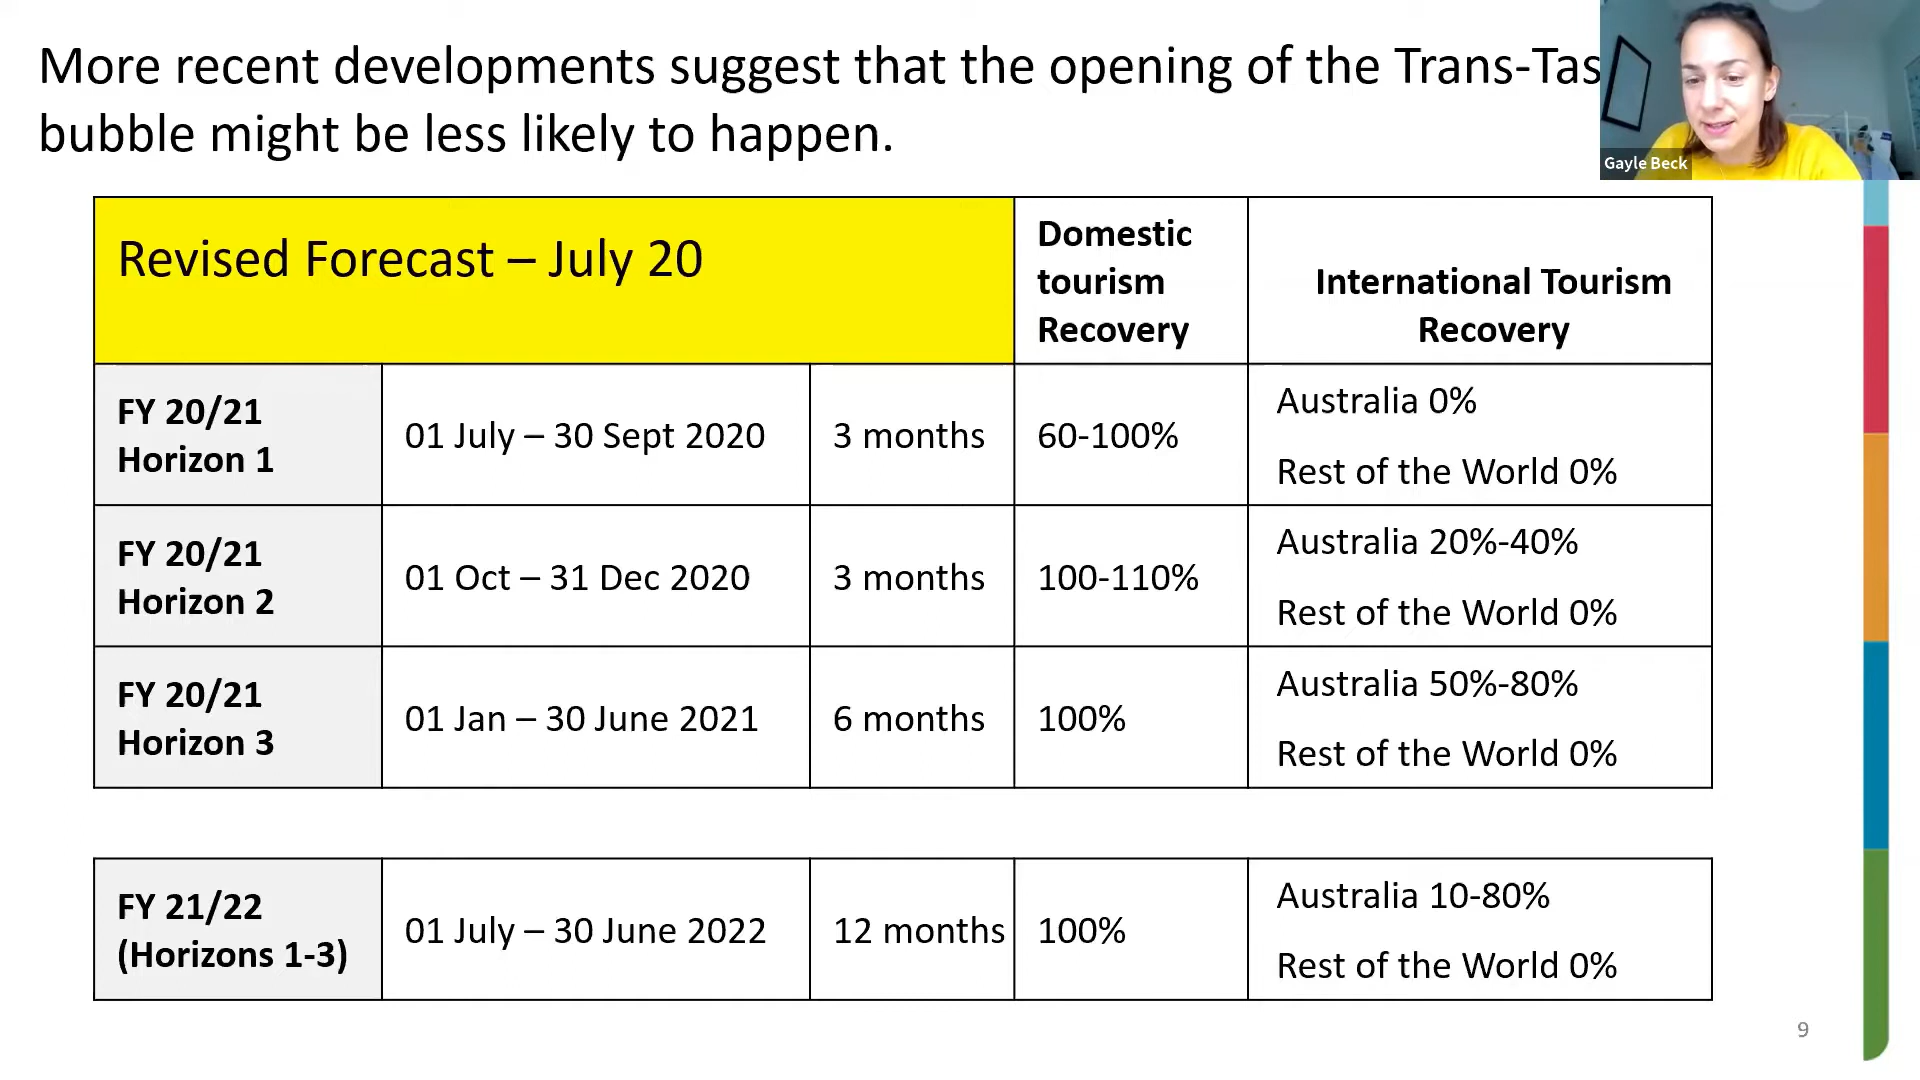 More recent developments suggest that the opening of the Trans-Tas
bubble might be less likely to happen.
Gayle Beck
Revised Forecast – July 20
Domestic
tourism
Recovery
International Tourism
Recovery
FY 20/21
Horizon 1
01 July – 30 Sept 2020
3 months
60-100%
Australia 0%
Rest of the World 0%
FY 20/21
Horizon 2
01 Oct – 31 Dec 2020
3 months
100-110%
Australia 20%-40%
Rest of the World 0%
FY 20/21
Horizon 3
01 Jan – 30 June 2021
6 months
100%
Australia 50%-80%
Rest of the World 0%
FY 21/22
(Horizons 1-3)
01 July – 30 June 2022
12 months
100%
Australia 10-80%
Rest of the World 0%
9